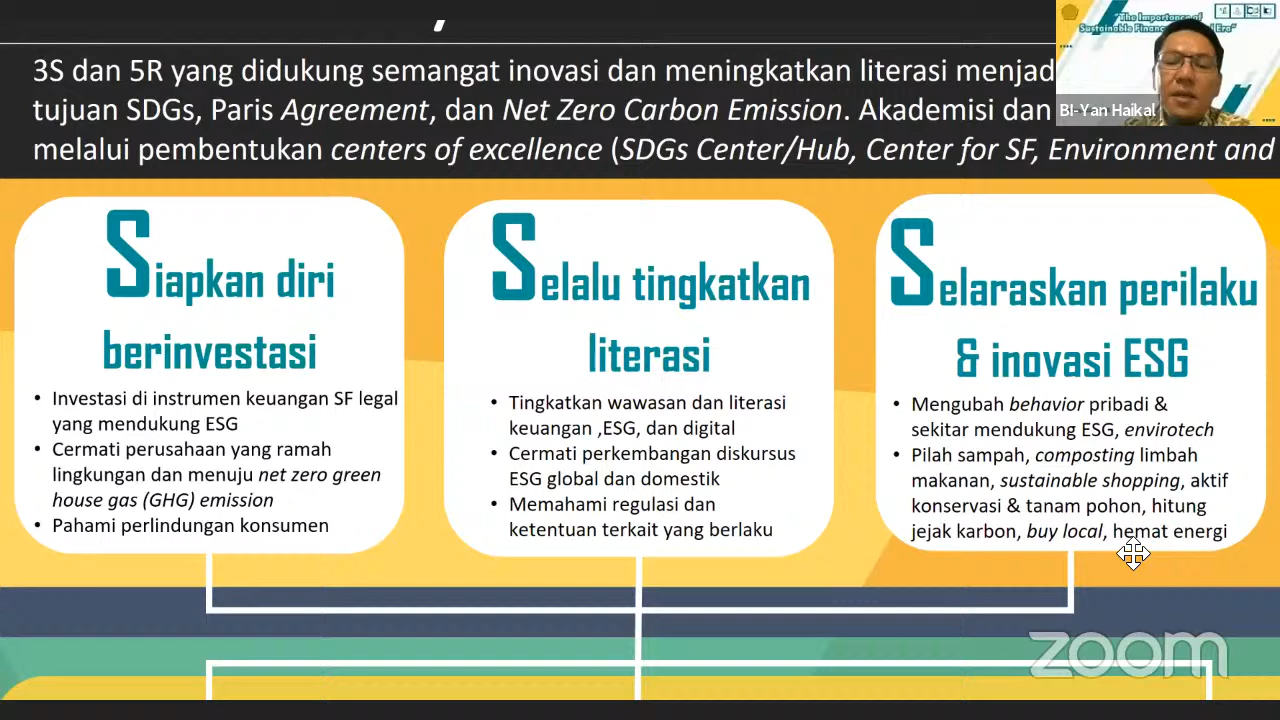 3S dan 5R yang didukung semangat inovasi dan meningkatkan literasi
tujuan SDGs, Paris Agreement, dan Net Zero Carbon Emission. Akademisi dan
melalui pembentukan centers of excellence (SDGs Center/Hub, Center for SF, Environment and
"The Importance of
Sustainable
BI-Yan Haikal
Siapkan diri
berinvestasi
• Investasi di instrumen keuangan SF legal
yang mendukung ESG
• Cermati perusahaan yang ramah
lingkungan dan menuju net zero green
house gas (GHG) emission
• Pahami perlindungan konsumen
Selalu tingkatkan
literasi
• Tingkatkan wawasan dan literasi
keuangan ,ESG, dan digital
• Cermati perkembangan diskursus
ESG global dan domestik
• Memahami regulasi dan
ketentuan terkait yang berlaku
Selaraskan perilaku
& inovasi ESG
• Mengubah behavior pribadi &
sekitar mendukung ESG, envirotech
• Pilah sampah, composting limbah
makanan, sustainable shopping, aktif
konservasi & tanam pohon, hitung
jejak karbon, buy local, hemat energi
zoom